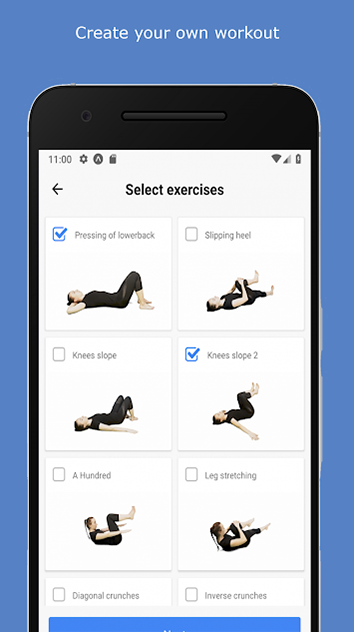 Create your own workout
11:00
Select exercises
Pressing of lowerback
Slipping heel
Knees slope
Knees slope 2
A Hundred
Leg stretching
Diagonal crunches
Inverse crunches